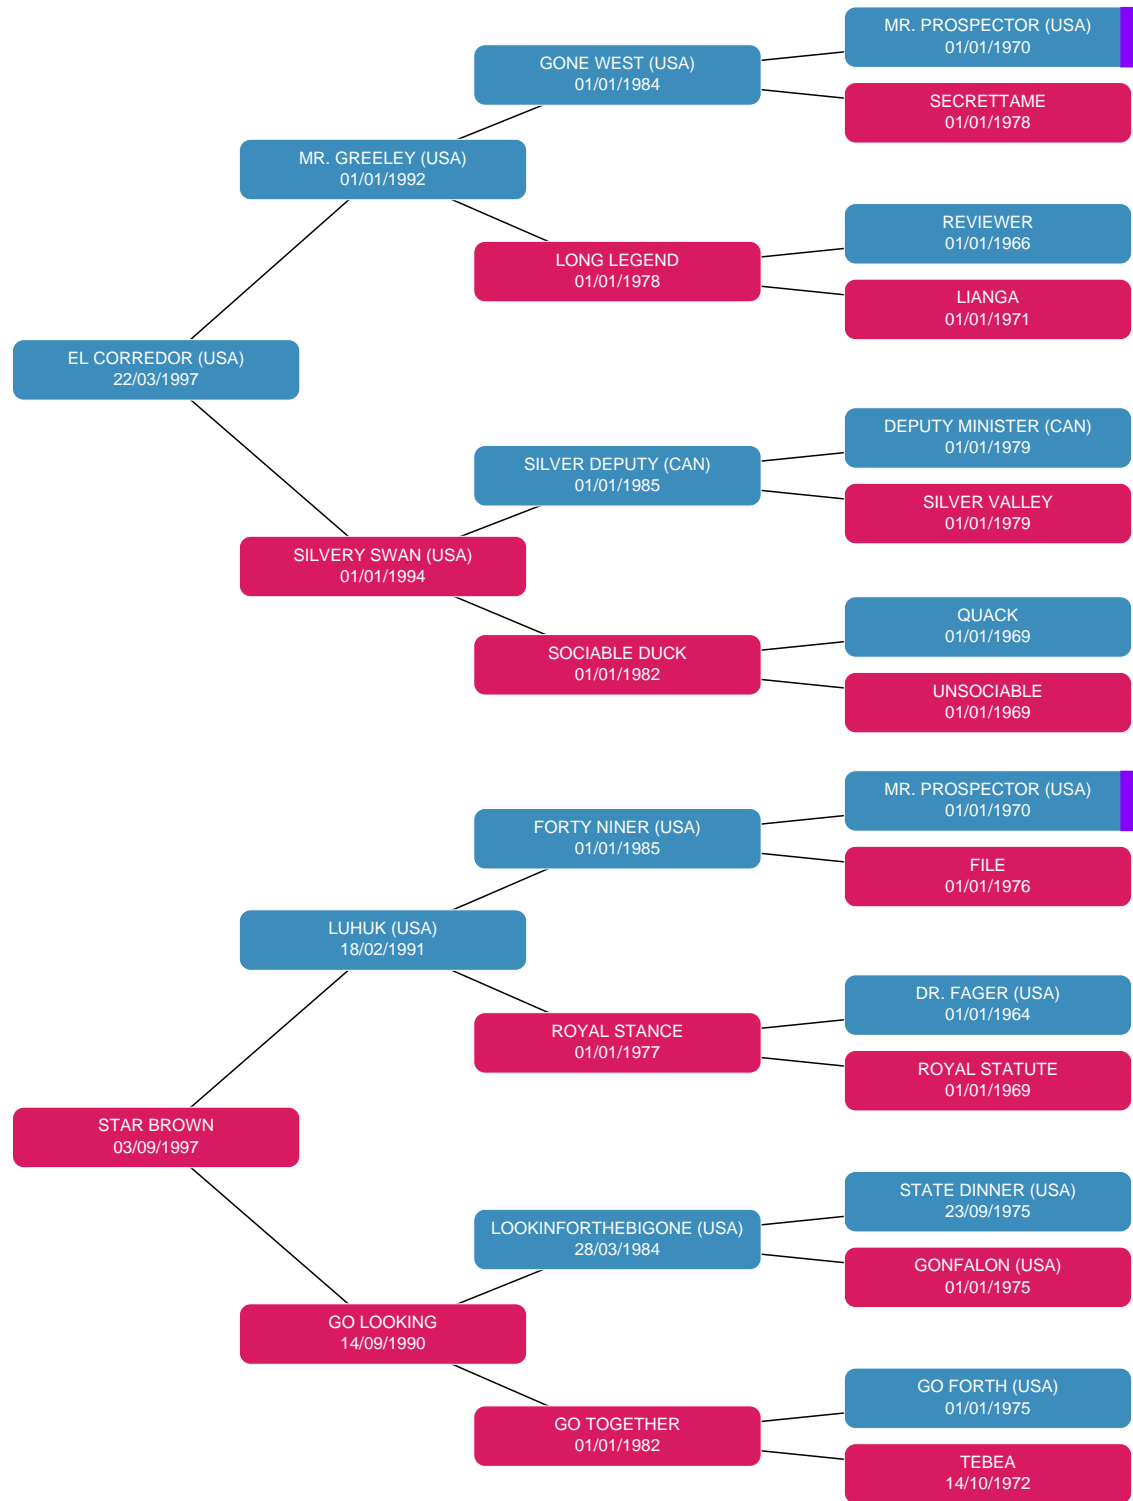 MR. PROSPECTOR (USA)
01/01/1970
GONE WEST (USA)
01/01/1984
SECRETTAME
01/01/1978
MR. GREELEY (USA)
01/01/1992
REVIEWER
01/01/1966
LONG LEGEND
01/01/1978
LIANGA
01/01/1971
EL CORREDOR (USA)
22/03/1997
DEPUTY MINISTER (CAN)
01/01/1979
SILVER DEPUTY (CAN)
01/01/1985
SILVER VALLEY
01/01/1979
SILVERY SWAN (USA)
01/01/1994
QUACK
01/01/1969
SOCIABLE DUCK
01/01/1982
UNSOCIABLE
01/01/1969
MR. PROSPECTOR (USA)
01/01/1970
FORTY NINER (USA)
01/01/1985
FILE
01/01/1976
LUHUK (USA)
18/02/1991
DR. FAGER (USA)
01/01/1964
ROYAL STANCE
01/01/1977
ROYAL STATUTE
01/01/1969
STAR BROWN
03/09/1997
STATE DINNER (USA)
23/09/1975
LOOKINFORTHEBIGONE (USA)
28/03/1984
GONFALON (USA)
01/01/1975
GO LOOKING
14/09/1990
GO FORTH (USA)
01/01/1975
GO TOGETHER
01/01/1982
TEBEA
14/10/1972